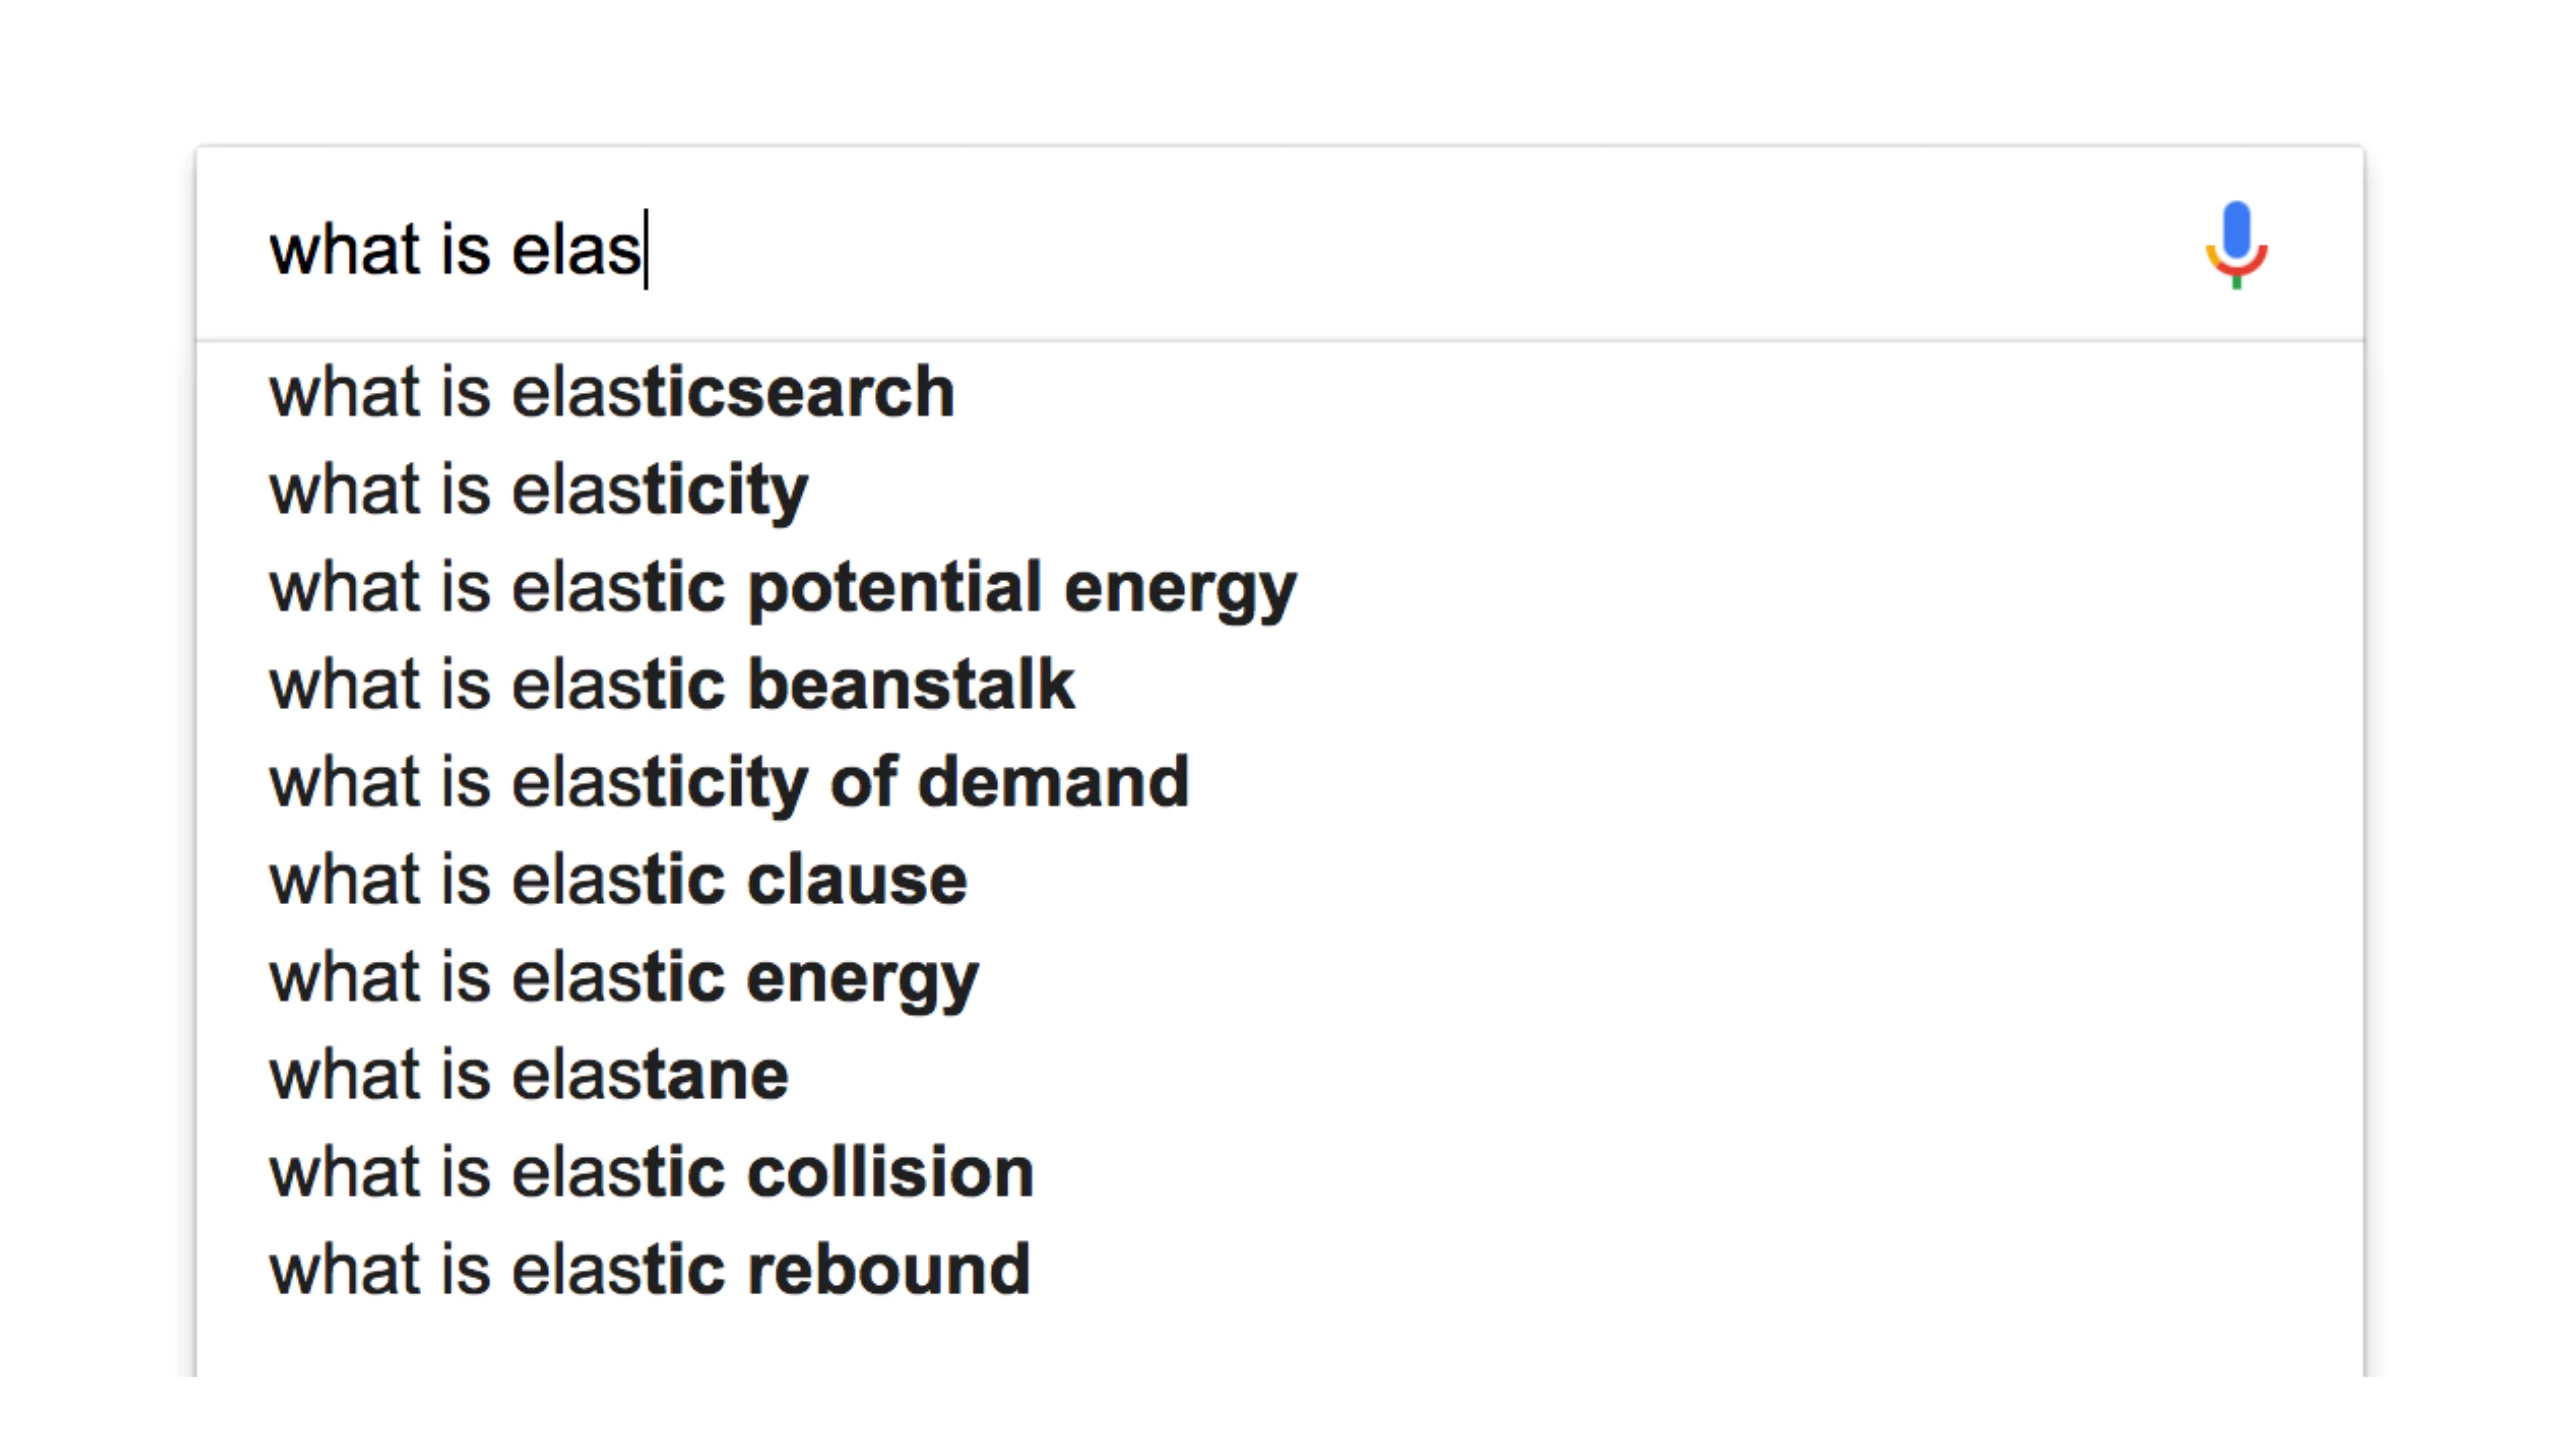 what is elas
what is elasticsearch
what is elasticity
what is elastic potential energy
what is elastic beanstalk
what is elasticity of demand
what is elastic clause
what is elastic energy
what is elastane
what is elastic collision
what is elastic rebound